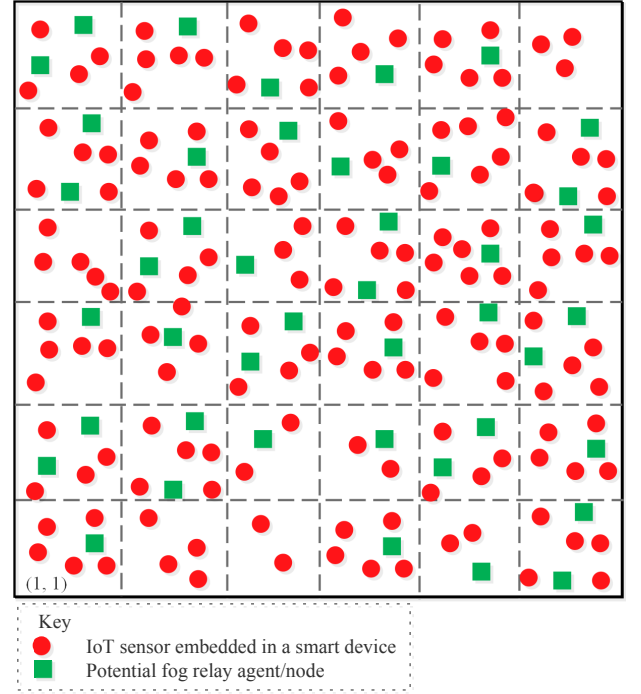 (1, 1)
Key
IoT sensor embedded in a smart device
Potential fog relay agent/node